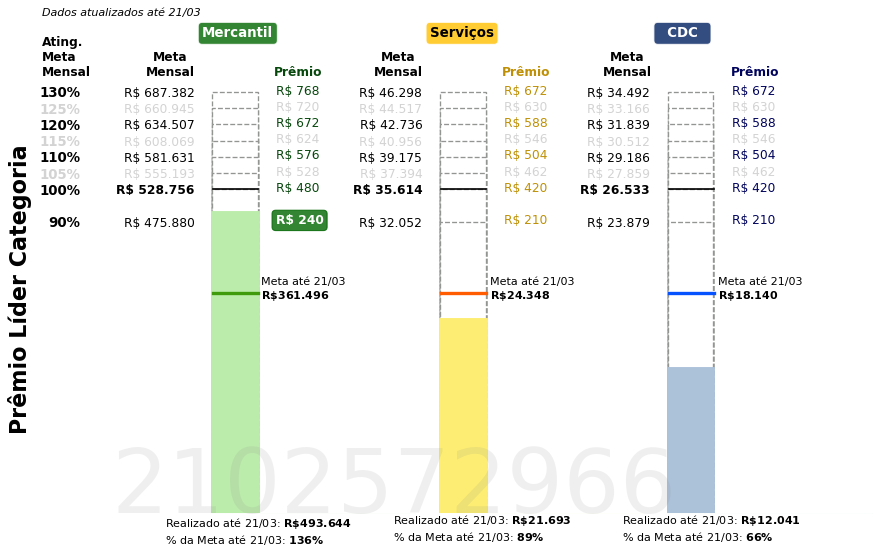 Dados atualizados até 21/03
Mercantil Serviços CDC
Ating. Meta Mensal Meta Mensal Prêmio Meta Mensal Prêmio Meta Mensal Prêmio
130% R$ 687.382 R$ 768 R$ 46.298 R$ 672 R$ 34.492 R$ 672
125% R$ 660.945 R$ 720 R$ 44.517 R$ 630 R$ 33.166 R$ 630
120% R$ 634.507 R$ 672 R$ 42.736 R$ 588 R$ 31.839 R$ 588
115% R$ 608.069 R$ 624 R$ 40.956 R$ 546 R$ 30.512 R$ 546
110% R$ 581.631 R$ 576 R$ 39.175 R$ 504 R$ 29.186 R$ 504
105% R$ 555.193 R$ 528 R$ 37.394 R$ 462 R$ 27.859 R$ 462
100% R$ 528.756 R$ 480 R$ 35.614 R$ 420 R$ 26.533 R$ 420
90% R$ 475.880 R$ 240 R$ 32.052 R$ 210 R$ 23.879 R$ 210
Meta até 21/03 Meta até 21/03 Meta até 21/03
R$361.496 R$24.348 R$18.140
Prêmio Líder Categoria
2102572966
Realizado até 21/03: R$493.644 Realizado até 21/03: R$21.693 Realizado até 21/03: R$12.041
% da Meta até 21/03: 136% % da Meta até 21/03: 89% % da Meta até 21/03: 66%